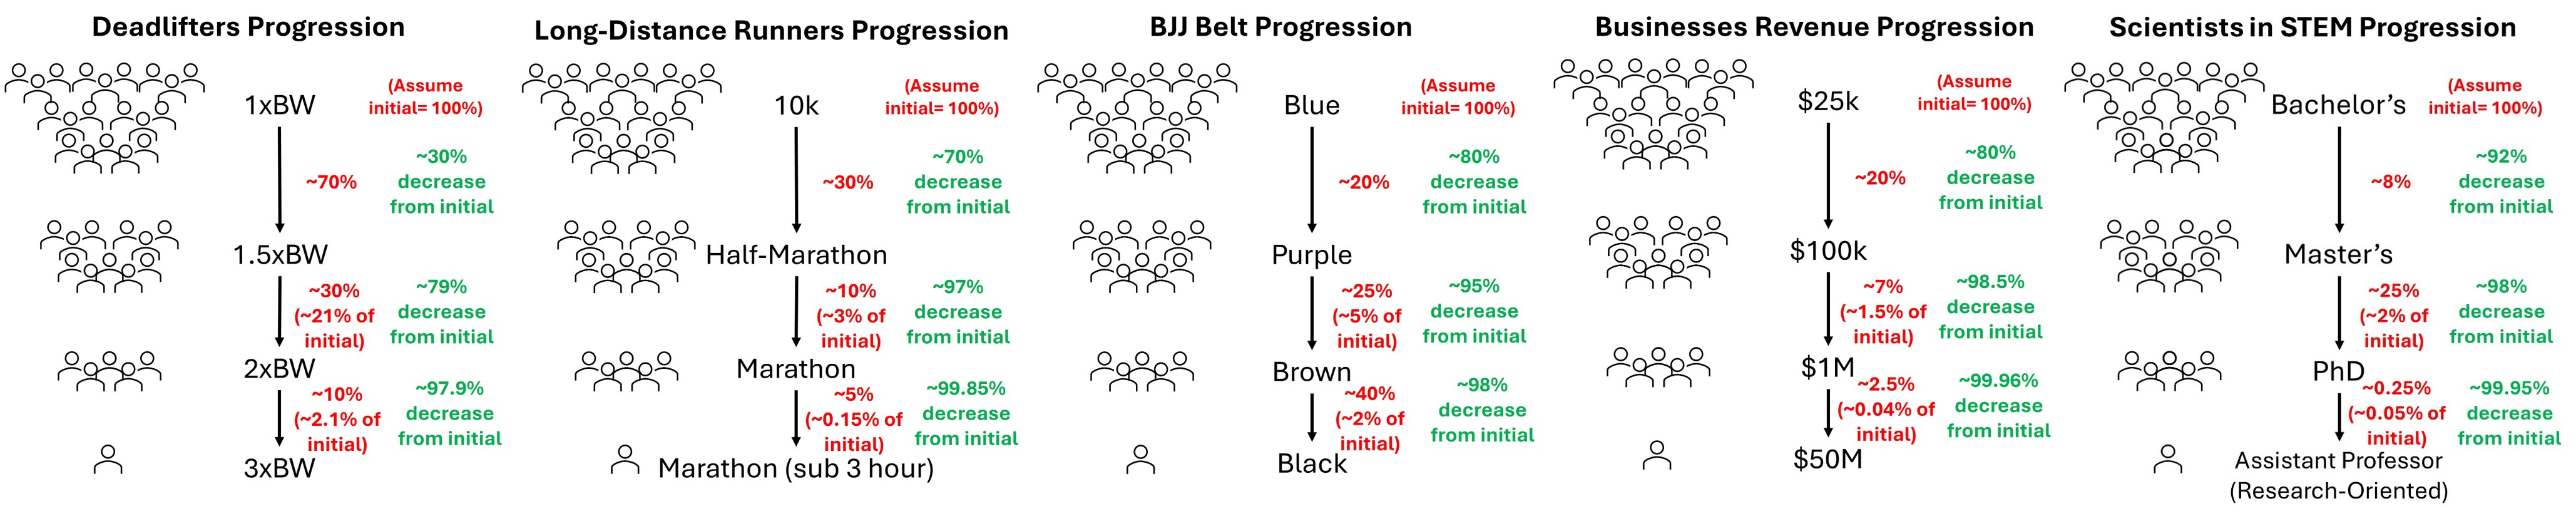 Deadlifters Progression
1xBW
(Assume
initial= 100%)
~70%
~30%
decrease
from initial
1.5xBW
~30%
(~21% of
initial)
~79%
decrease
from initial
2xBW
~10%
(~2.1% of
initial)
~97.9%
decrease
from initial
3xBW
Long-Distance Runners Progression
10k
(Assume
initial= 100%)
~30%
~70%
decrease
from initial
Half-Marathon
~10%
(~3% of
initial)
~97%
decrease
from initial
Marathon
~5%
(~0.15% of
initial)
~99.85%
decrease
from initial
Marathon (sub 3 hour)
BJJ Belt Progression
Blue
(Assume
initial= 100%)
~20%
~80%
decrease
from initial
Purple
~25%
(~5% of
initial)
~95%
decrease
from initial
Brown
~40%
(~2% of
initial)
~98%
decrease
from initial
Black
Businesses Revenue Progression
$25k
(Assume
initial= 100%)
~20%
~80%
decrease
from initial
$100k
~7%
(~1.5% of
initial)
~98.5%
decrease
from initial
$1M
~2.5%
(~0.04% of
initial)
~99.96%
decrease
from initial
$50M
Scientists in STEM Progression
Bachelor's
(Assume
initial= 100%)
~8%
~92%
decrease
from initial
Master's
~25%
(~2% of
initial)
~98%
decrease
from initial
PhD
~0.25%
(~0.05% of
initial)
~99.95%
decrease
from initial
Assistant Professor
(Research-Oriented)